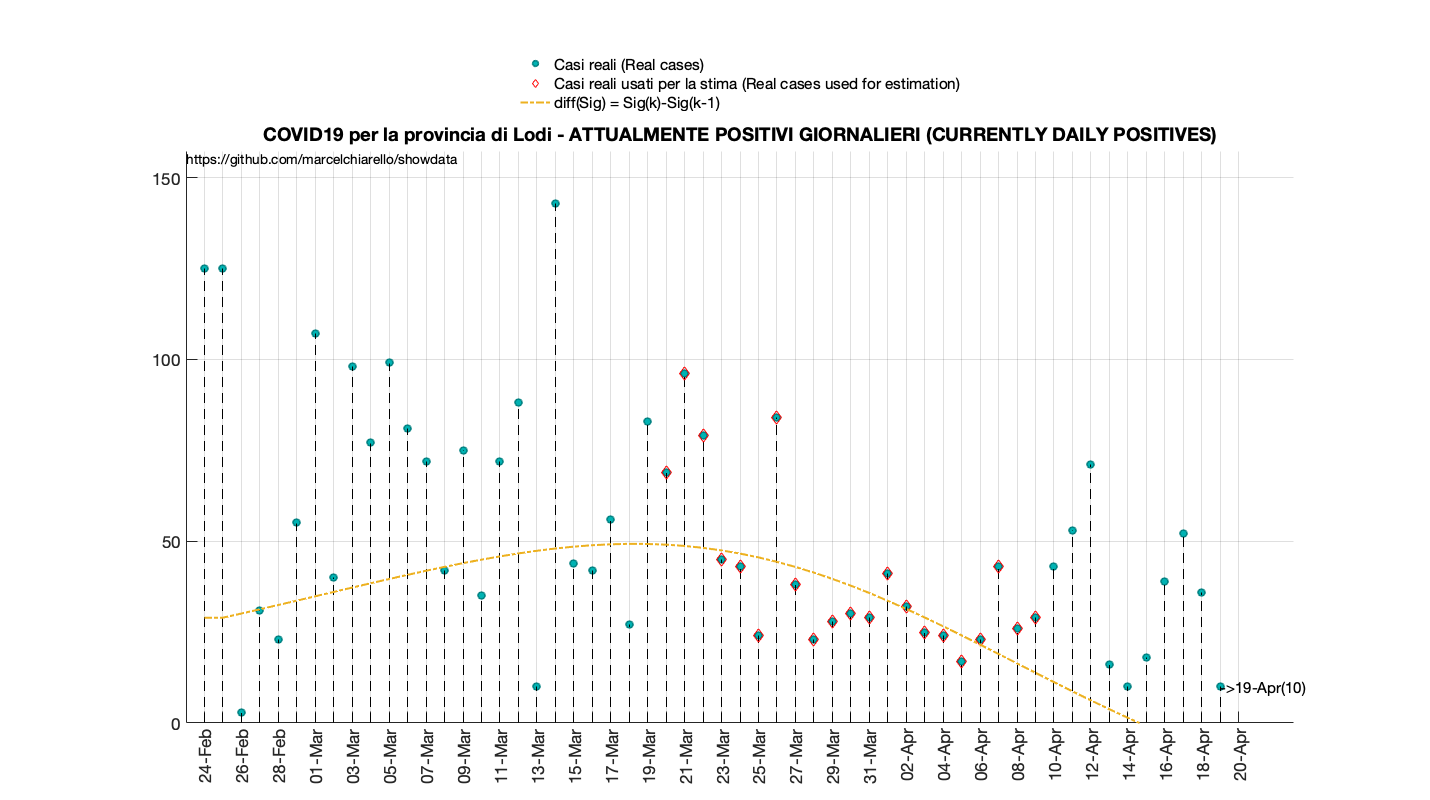 Casi reali (Real cases)
Casi reali usati per la stima (Real cases used for estimation)
diff(Sig) = Sig(k)-Sig(k-1)
COVID19 per la provincia di Lodi - ATTUALMENTE POSITIVI GIORNALIERI (CURRENTLY DAILY POSITIVES)
https://github.com/marcelchiarello/showdata
150
100
50
0
->19-Apr(10)
24-Feb
26-Feb
28-Feb
01-Mar
03-Mar
05-Mar
07-Mar
09-Mar
11-Mar
13-Mar
15-Mar
17-Mar
19-Mar
21-Mar
23-Mar
25-Mar
27-Mar
29-Mar
31-Mar
02-Apr
04-Apr
06-Apr
08-Apr
10-Apr
12-Apr
14-Apr
16-Apr
18-Apr
20-Apr